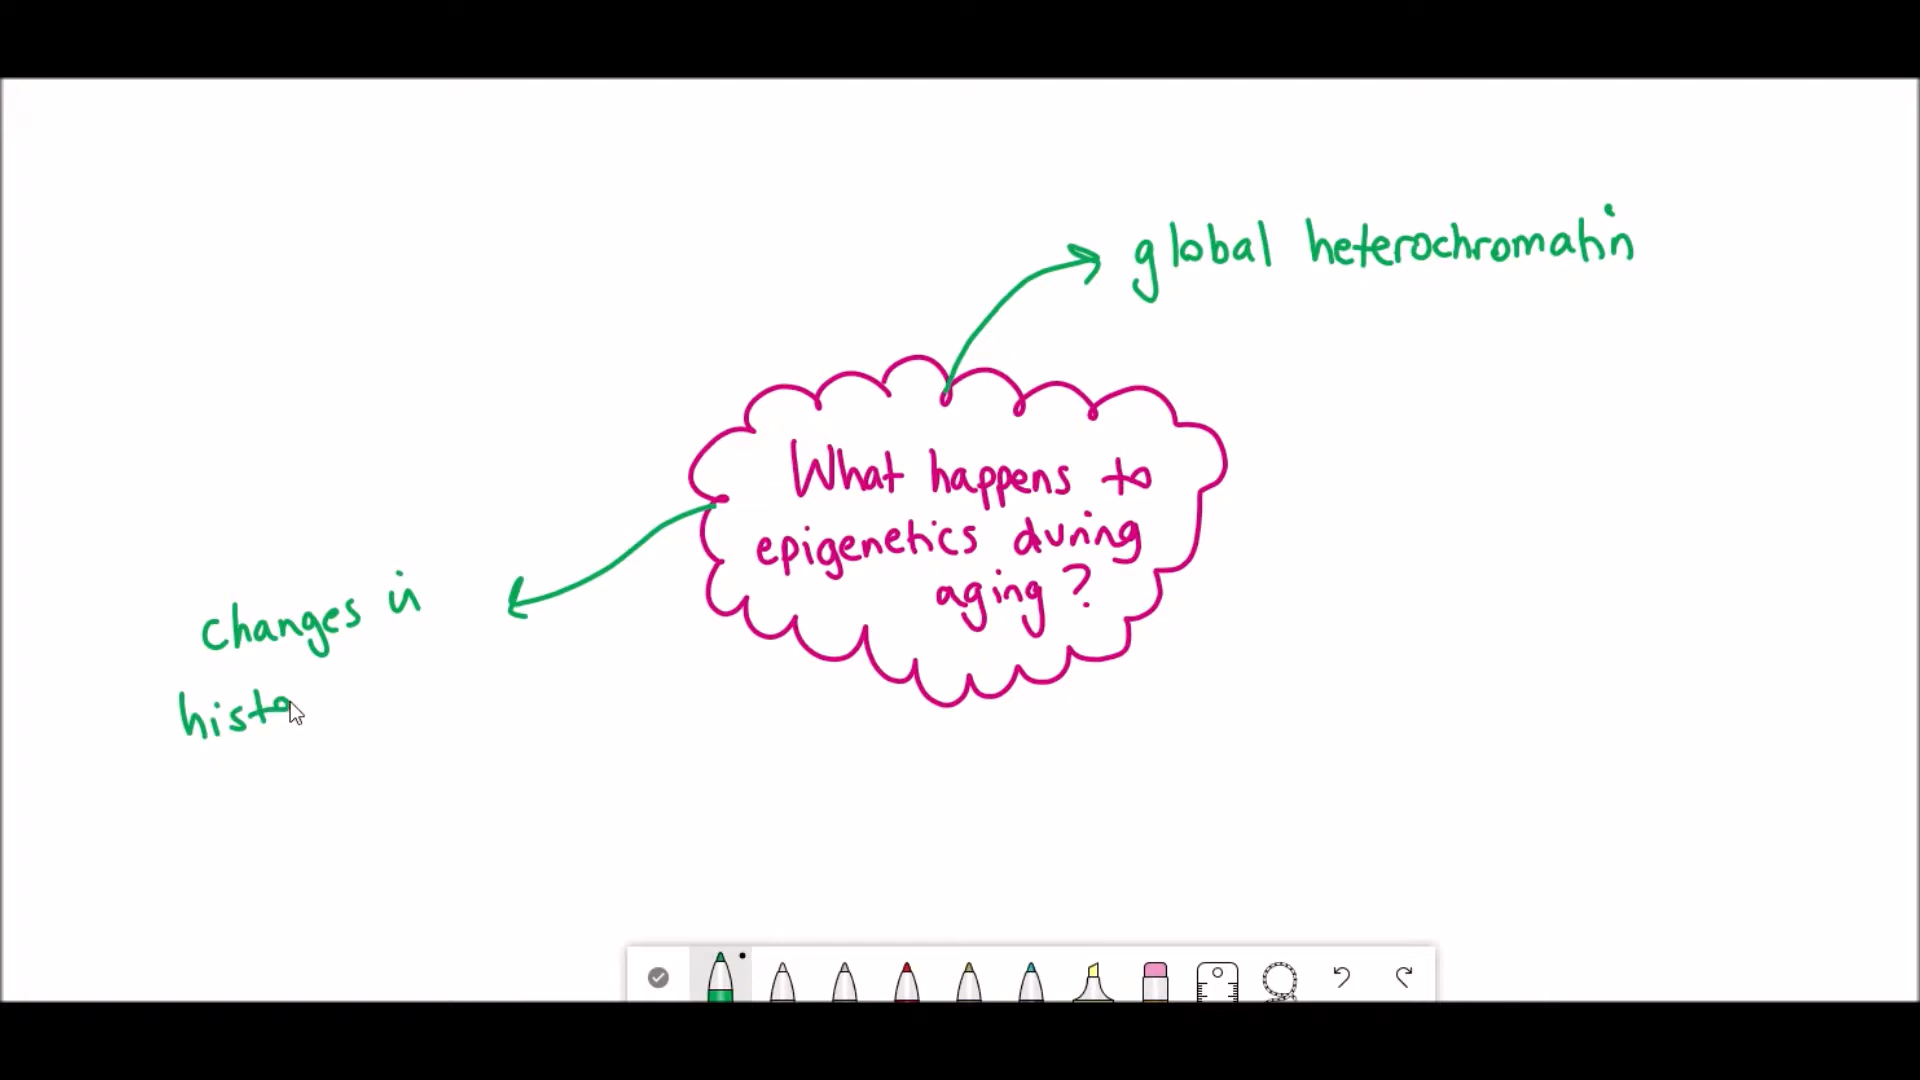 global heterochromatin
What happens to
epigenetics during
aging?
changes in
histo